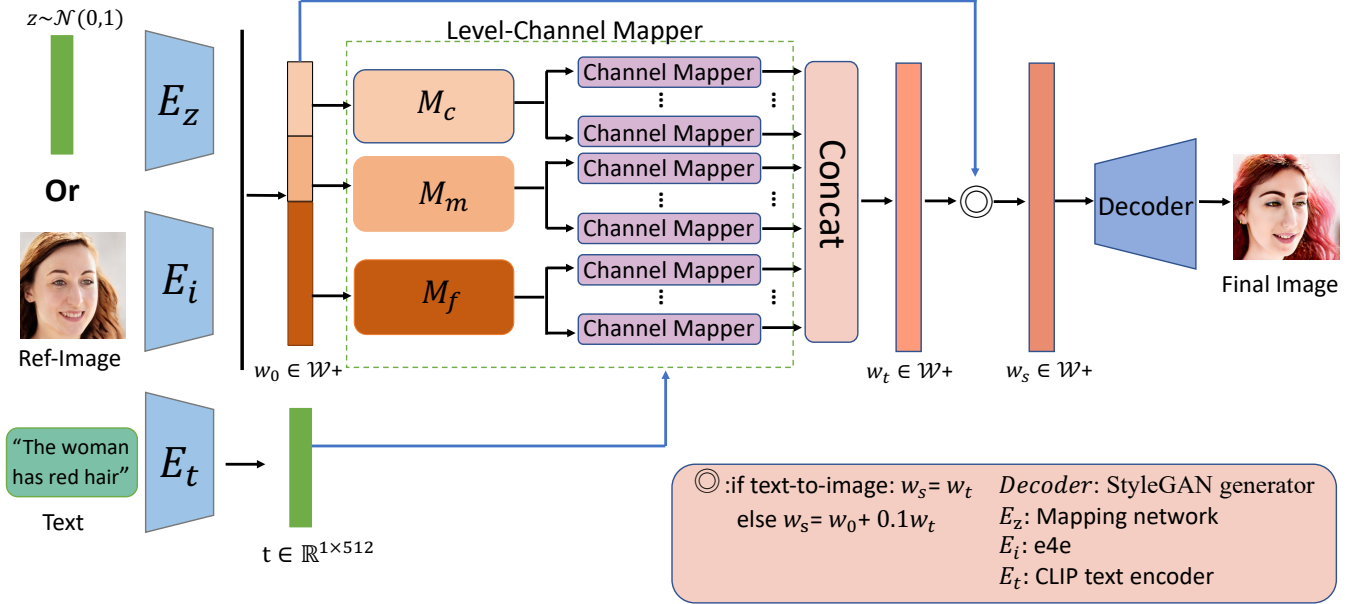 z~𝒩(0,1)
E_z
Or
E_i
Ref-Image
"The woman
has red hair"
Text
E_t
w_0 ∈ 𝒲+
t ∈ ℝ^{1×512}
Level-Channel Mapper
M_c
M_m
M_f
Channel Mapper
⋮ ⋮
Channel Mapper
Channel Mapper
⋮ ⋮
Channel Mapper
Channel Mapper
⋮ ⋮
Channel Mapper
Concat
w_t ∈ 𝒲+
w_s ∈ 𝒲+
Decoder
Final Image
◎ :if text-to-image: w_s= w_t
else w_s= w_0+ 0.1w_t
Decoder: StyleGAN generator
E_z: Mapping network
E_i: e4e
E_t: CLIP text encoder